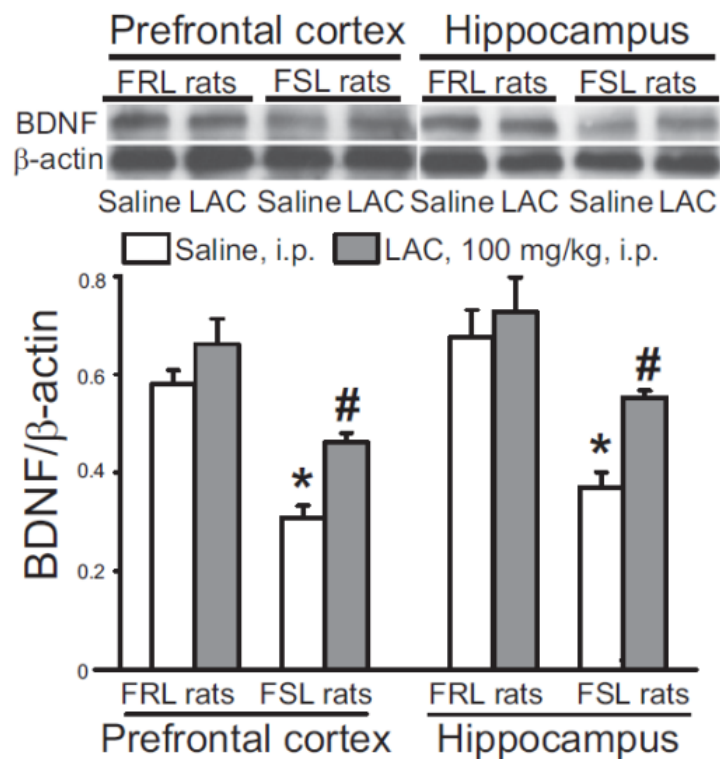 Prefrontal cortex Hippocampus
FRL rats FSL rats FRL rats FSL rats
BDNF
β-actin
Saline LAC Saline LAC Saline LAC Saline LAC
Saline, i.p. LAC, 100 mg/kg, i.p.
BDNF/β-actin
0.8
0.6
0.4
0.2
0
* # * #
FRL rats FSL rats FRL rats FSL rats
Prefrontal cortex Hippocampus